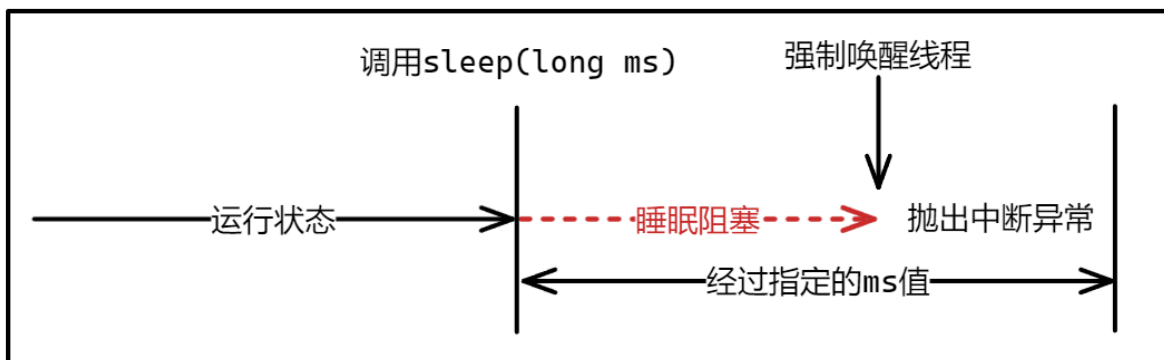 调用sleep(long ms)
强制唤醒线程
运行状态
睡眠阻塞
抛出中断异常
经过指定的ms值